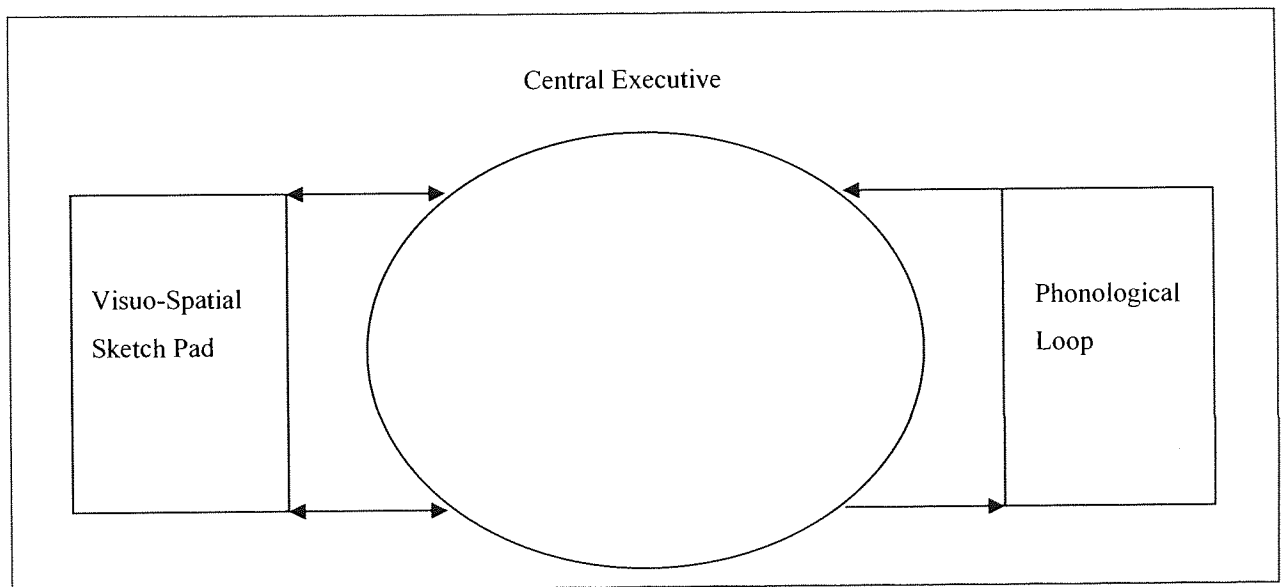 Central Executive
Visuo-Spatial
Sketch Pad
Phonological
Loop